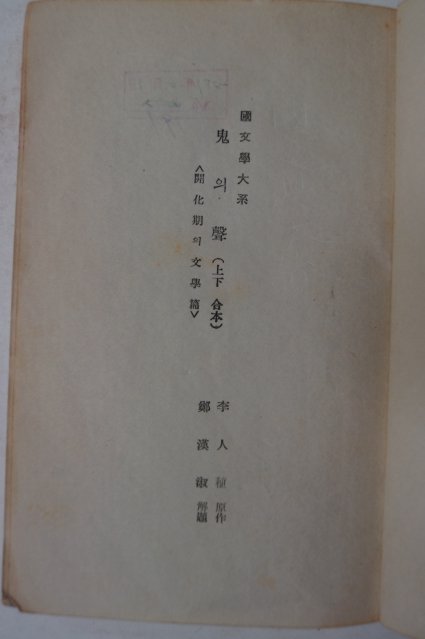 國文學大系
鬼의 聲(上下 合本)
<開化期의 文學篇>
李人稙 原作
鄭漢淑 解題